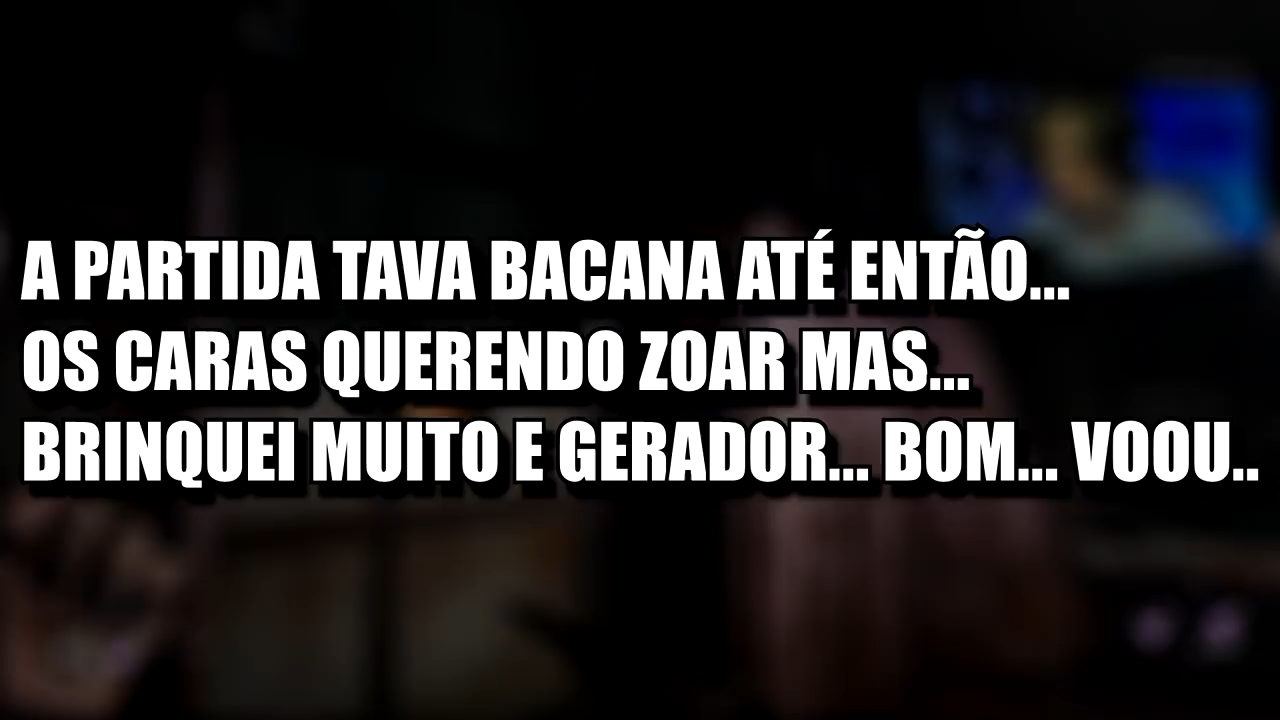 A PARTIDA TAVA BACANA ATÉ ENTÃO...
OS CARAS QUERENDO ZOAR MAS...
BRINQUEI MUITO E GERADOR... BOM... VOOU..